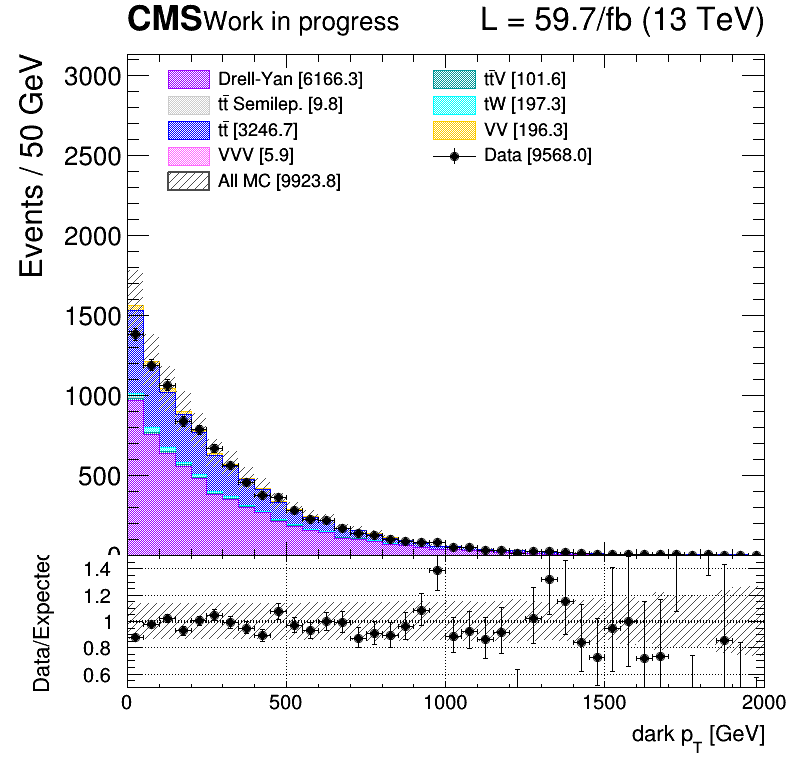 CMS Work in progress L = 59.7/fb (13 TeV)
Events / 50 GeV
3000
2500
2000
1500
1000
500
0
Drell-Yan [6166.3]
tt̄ Semilep. [9.8]
tt̄ [3246.7]
VVV [5.9]
All MC [9923.8]
tt̄V [101.6]
tW [197.3]
VV [196.3]
Data [9568.0]
Data/Expected
1.4
1.2
1
0.8
0.6
0 500 1000 1500 2000
dark p_T [GeV]